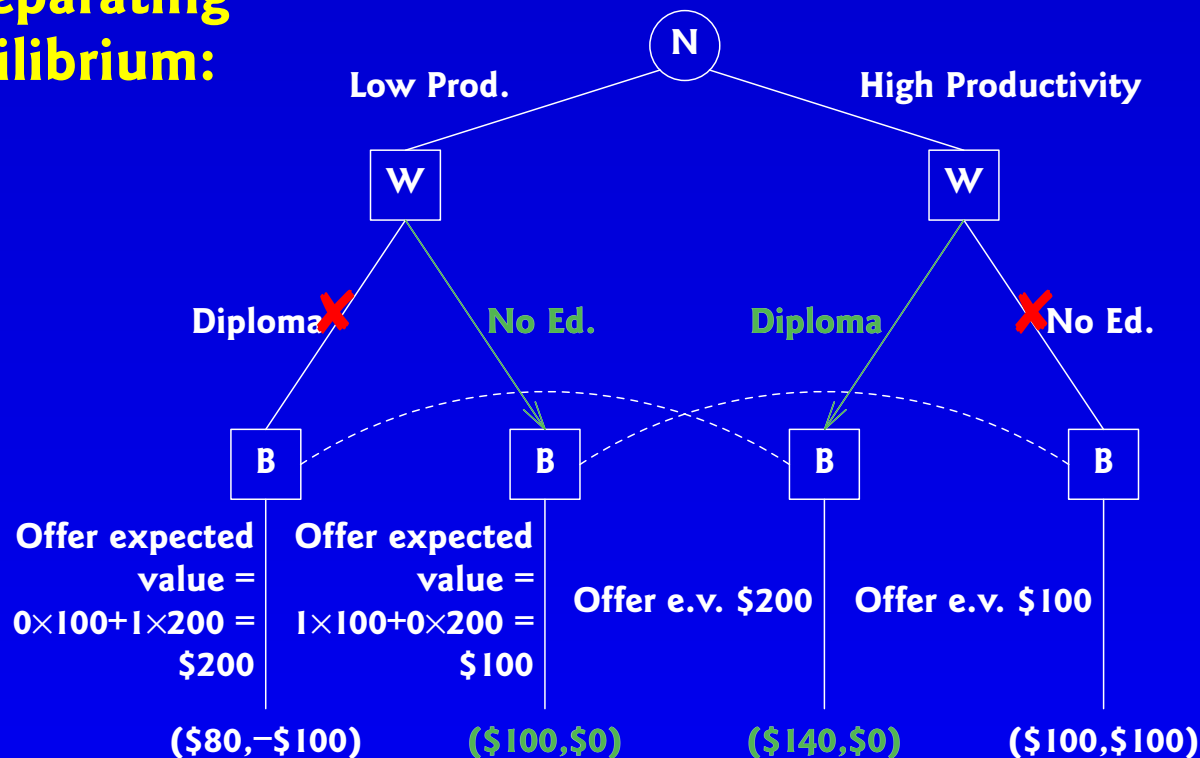 eparating
ilibrium:
N
Low Prod.
High Productivity
W
W
Diploma
No Ed.
Diploma
No Ed.
B
B
B
B
Offer expected
value =
0×100+1×200 =
$200
Offer expected
value =
1×100+0×200 =
$100
Offer e.v. $200
Offer e.v. $100
($80,−$100)
($100,$0)
($140,$0)
($100,$100)